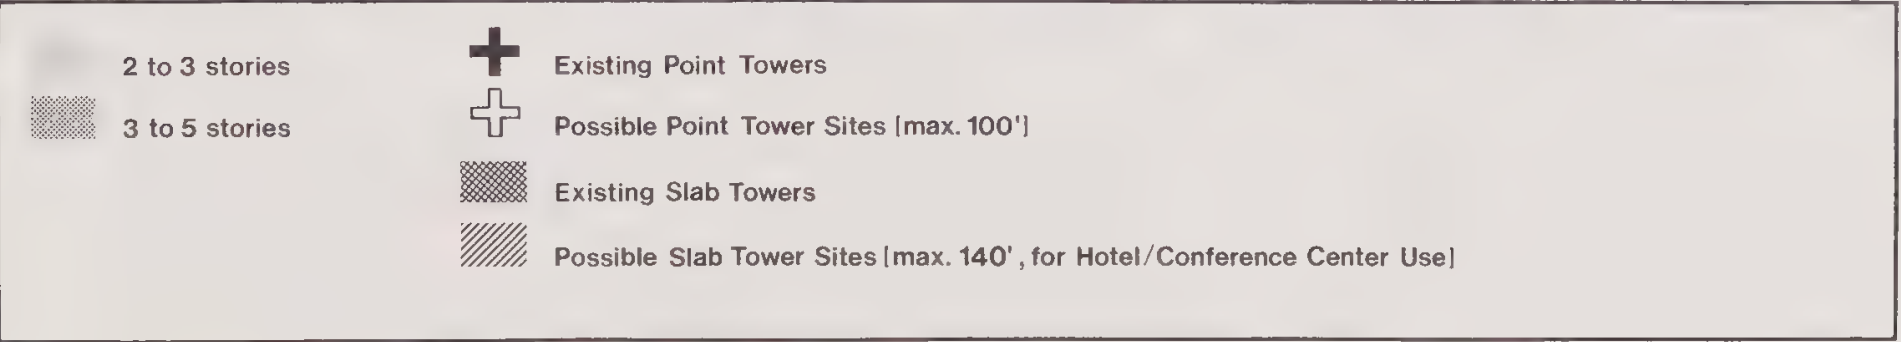 2 to 3 stories
3 to 5 stories
Existing Point Towers
Possible Point Tower Sites [max. 100']
Existing Slab Towers
Possible Slab Tower Sites [max. 140', for Hotel/Conference Center Use]